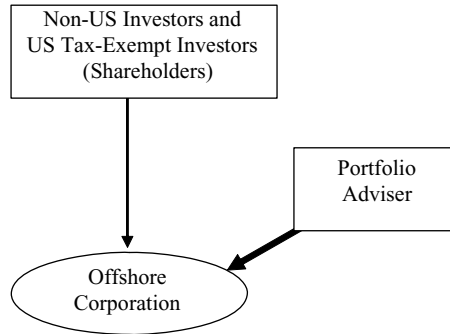 Non-US Investors and
US Tax-Exempt Investors
(Shareholders)
Portfolio
Adviser
Offshore
Corporation